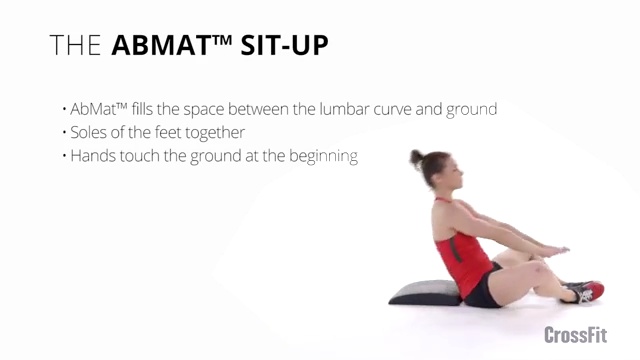 THE ABMAT™ SIT-UP
• AbMat™ fills the space between the lumbar curve and ground
• Soles of the feet together
• Hands touch the ground at the beginning
CrossFit